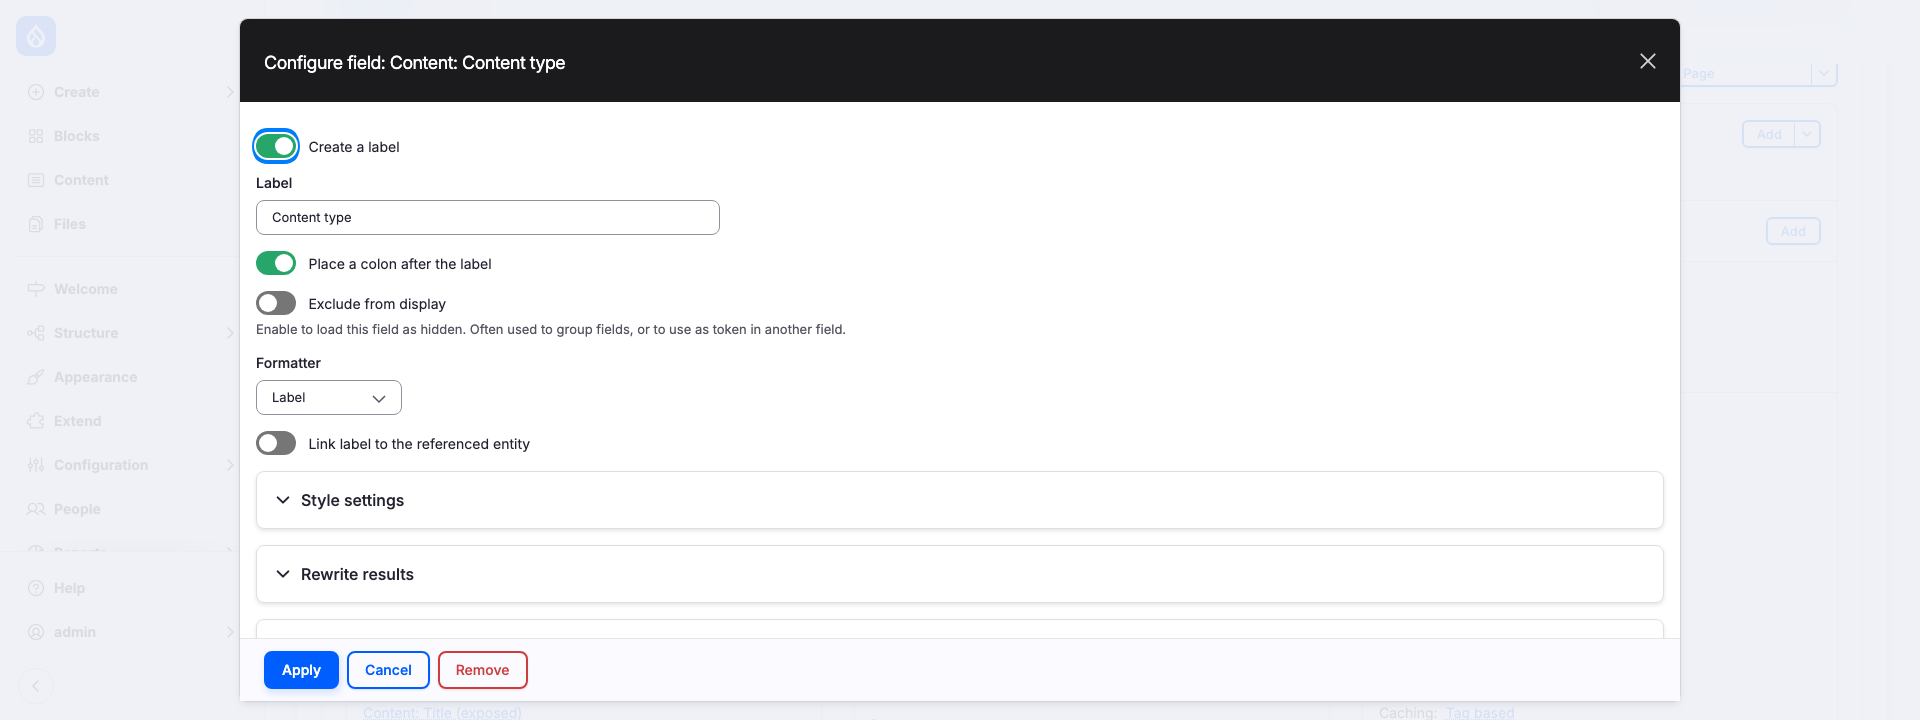 Configure field: Content: Content type
Create a label
Label
Content type
Place a colon after the label
Exclude from display
Enable to load this field as hidden. Often used to group fields, or to use as token in another field.
Formatter
Label
Link label to the referenced entity
Style settings
Rewrite results
Apply
Cancel
Remove
Create
Blocks
Content
Files
Welcome
Structure
Appearance
Extend
Configuration
People
Reports
Help
admin
Page
Add
Add
Content: Title (exposed)
Caching: Tag based